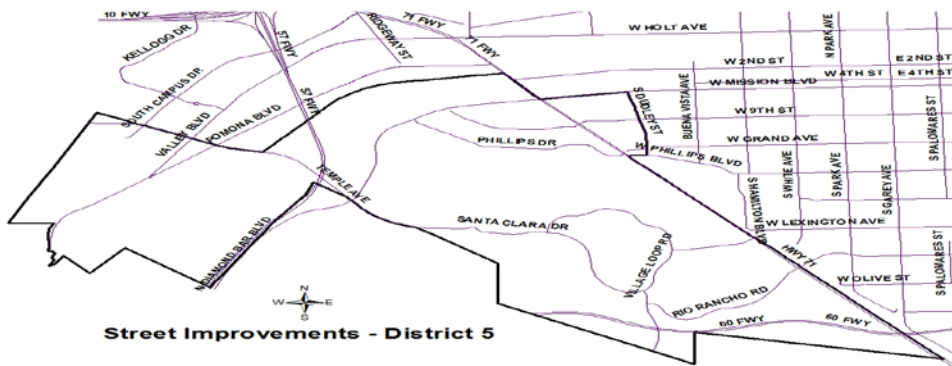 10 FWY
KELLOGG DR
57 FWY
RIDGEWAY ST
71 FWY
71 FWY
W HOLT AVE
N PARK AVE
SOUTH CAMPUS DR
W 2ND ST
E 2ND ST
W 4TH ST
E 4TH ST
W MISSION BLVD
57 FWY
VALLEY BLVD
POMONA BLVD
S DUDLEY ST
BUENA VISTA AVE
W 9TH ST
PHILLIPS DR
W GRAND AVE
W PHILLIPS BLVD
S PALOMARES ST
TEMPLE AVE
S HAMILTON BLVD
S WHITE AVE
S PARK AVE
S GAREY AVE
N DIAMOND BAR BLVD
SANTA CLARA DR
W LEXINGTON AVE
VILLAGE LOOP RD
HWY 71
W OLIVE ST
S PALOMARES ST
RIO RANCHO RD
60 FWY
60 FWY
N
W
E
S
Street Improvements - District 5